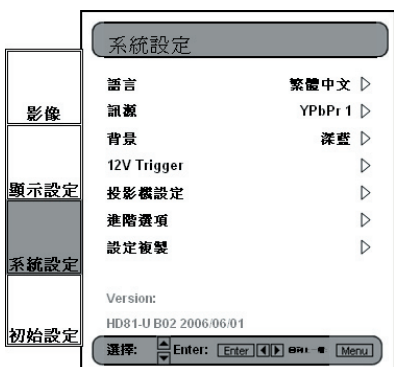 系統設定
影像
顯示設定
系統設定
初始設定
語言 繁體中文
訊源 YPbPr 1
背景 深藍
12V Trigger
投影機設定
進階選項
設定複製
Version:
HD81-U B02 2006/06/01
選擇: Enter: Enter Menu